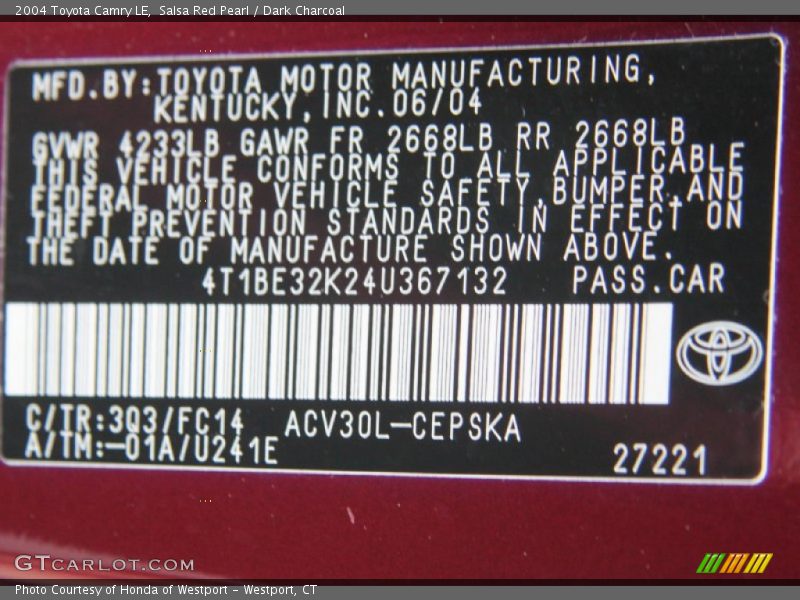 2004 Toyota Camry LE,  Salsa Red Pearl / Dark Charcoal
MFD.BY:TOYOTA MOTOR MANUFACTURING,
KENTUCKY,INC.06/04
GVWR 4233LB GAWR FR 2668LB RR 2668LB
THIS VEHICLE CONFORMS TO ALL APPLICABLE
FEDERAL MOTOR VEHICLE SAFETY,BUMPER,AND
THEFT PREVENTION STANDARDS IN EFFECT ON
THE DATE OF MANUFACTURE SHOWN ABOVE.
4T1BE32K24U367132 PASS.CAR
C/TR:3Q3/FC14 ACV30L-CEPSKA
A/TM:-01A/U241E 27221
GTCARLOT.COM
Photo Courtesy of Honda of Westport - Westport, CT